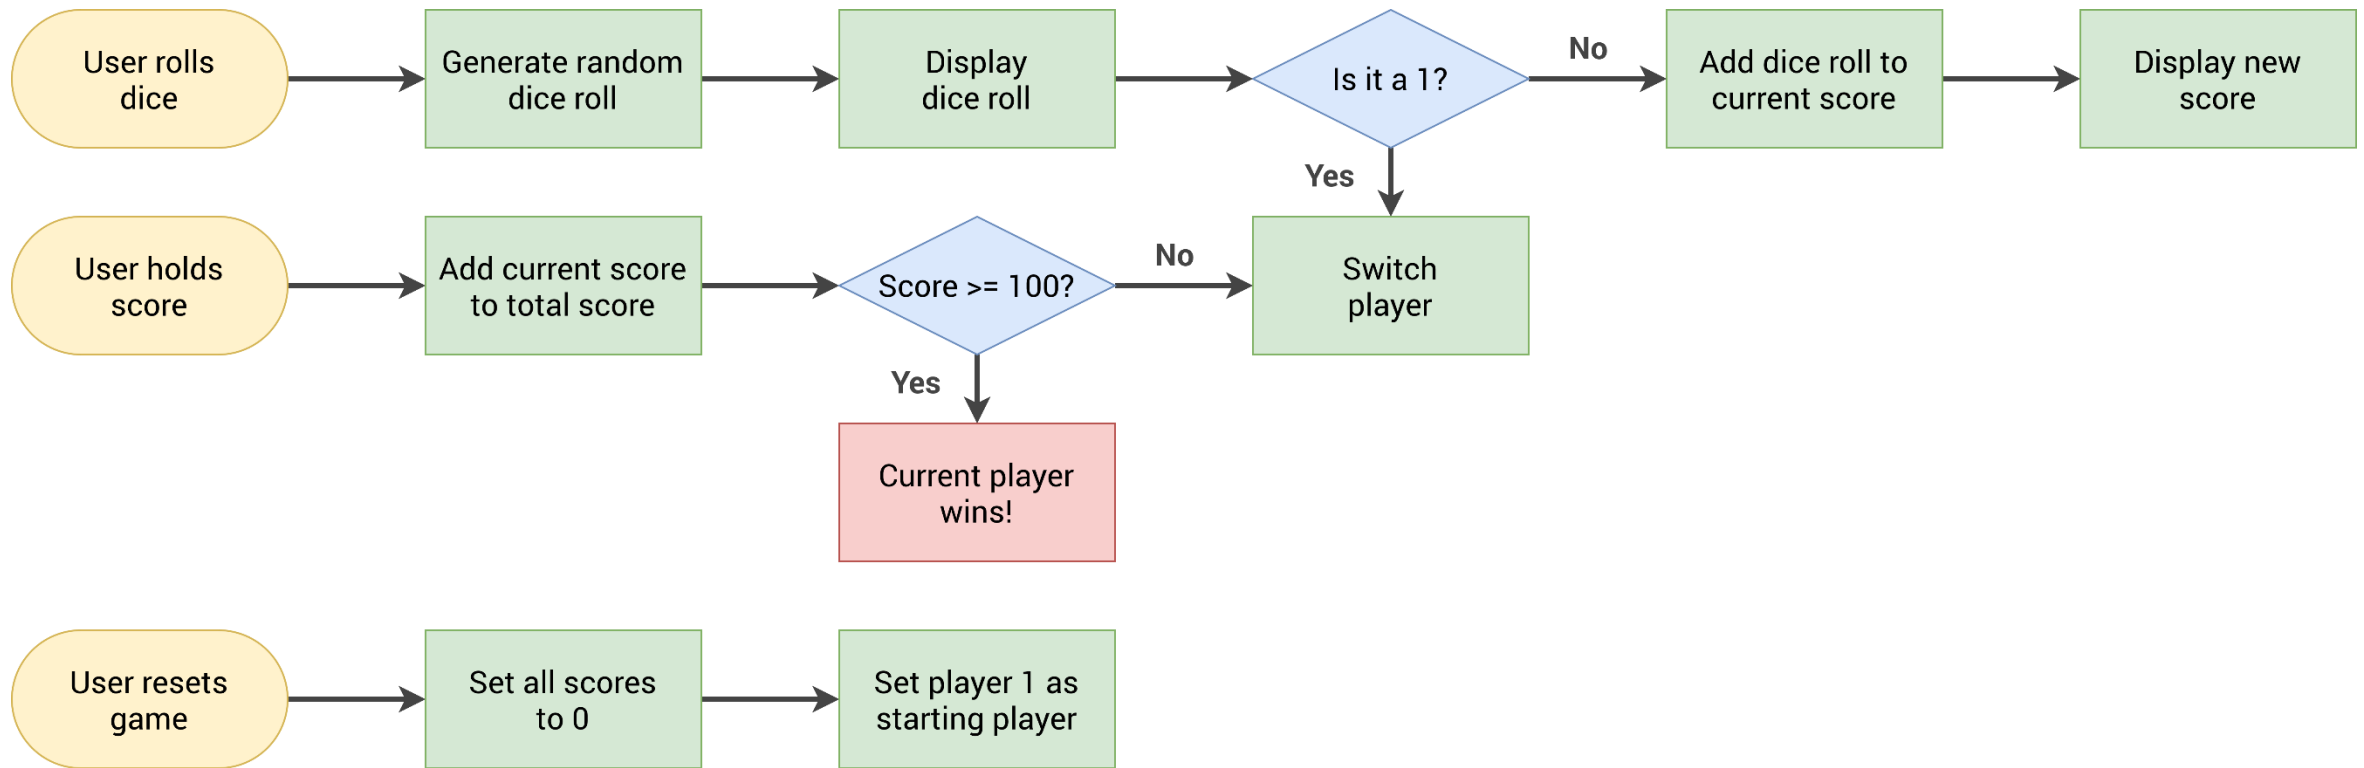 User rolls
dice
Generate random
dice roll
Display
dice roll
Is it a 1?
No
Add dice roll to
current score
Display new
score
Yes
User holds
score
Add current score
to total score
Score >= 100?
No
Switch
player
Yes
Current player
wins!
User resets
game
Set all scores
to 0
Set player 1 as
starting player